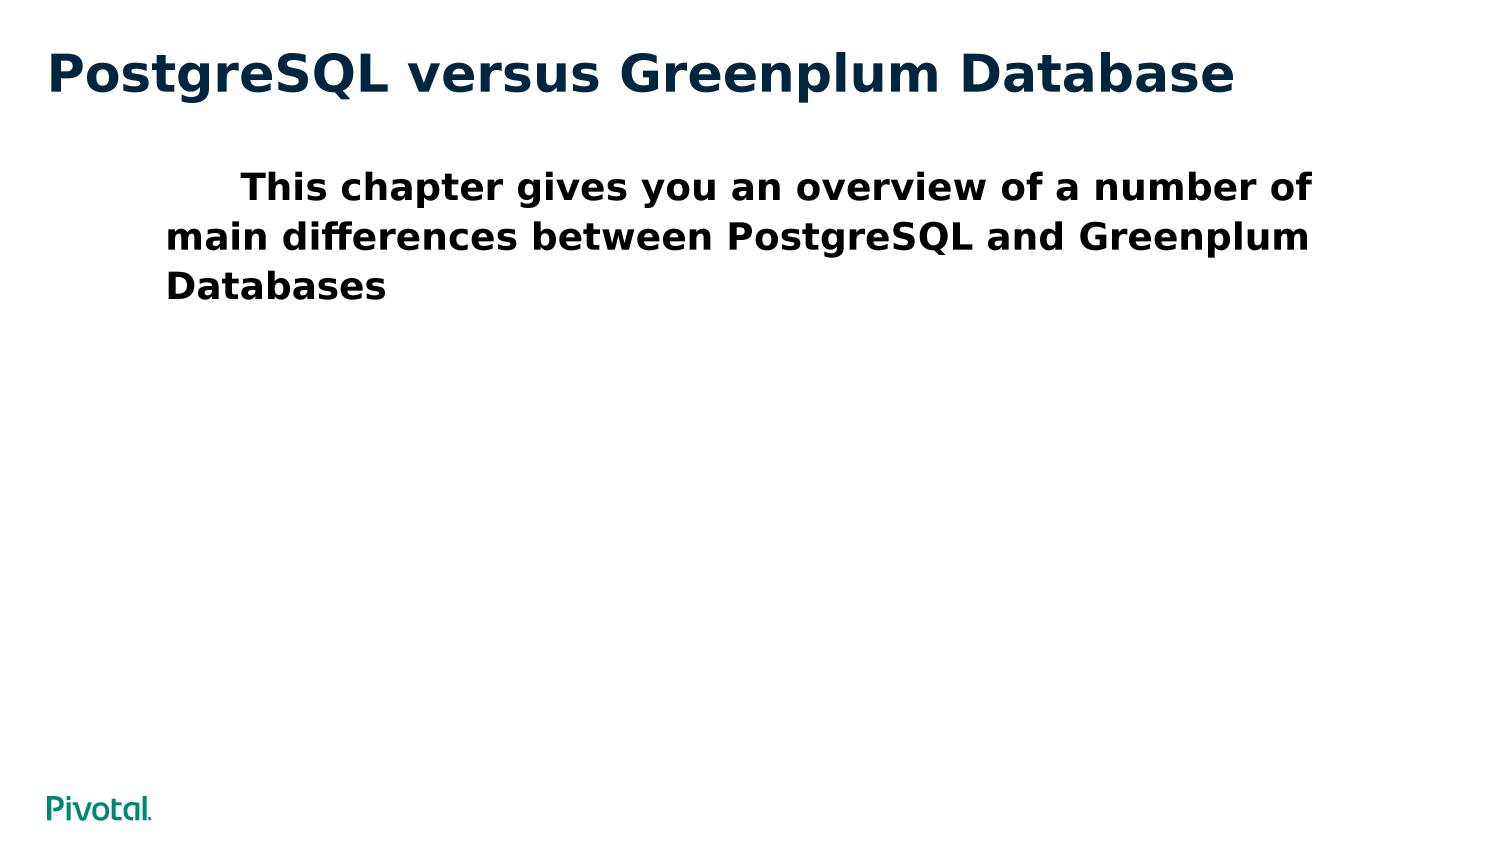 PostgreSQL versus Greenplum Database
This chapter gives you an overview of a number of
main differences between PostgreSQL and Greenplum
Databases
Pivotal.